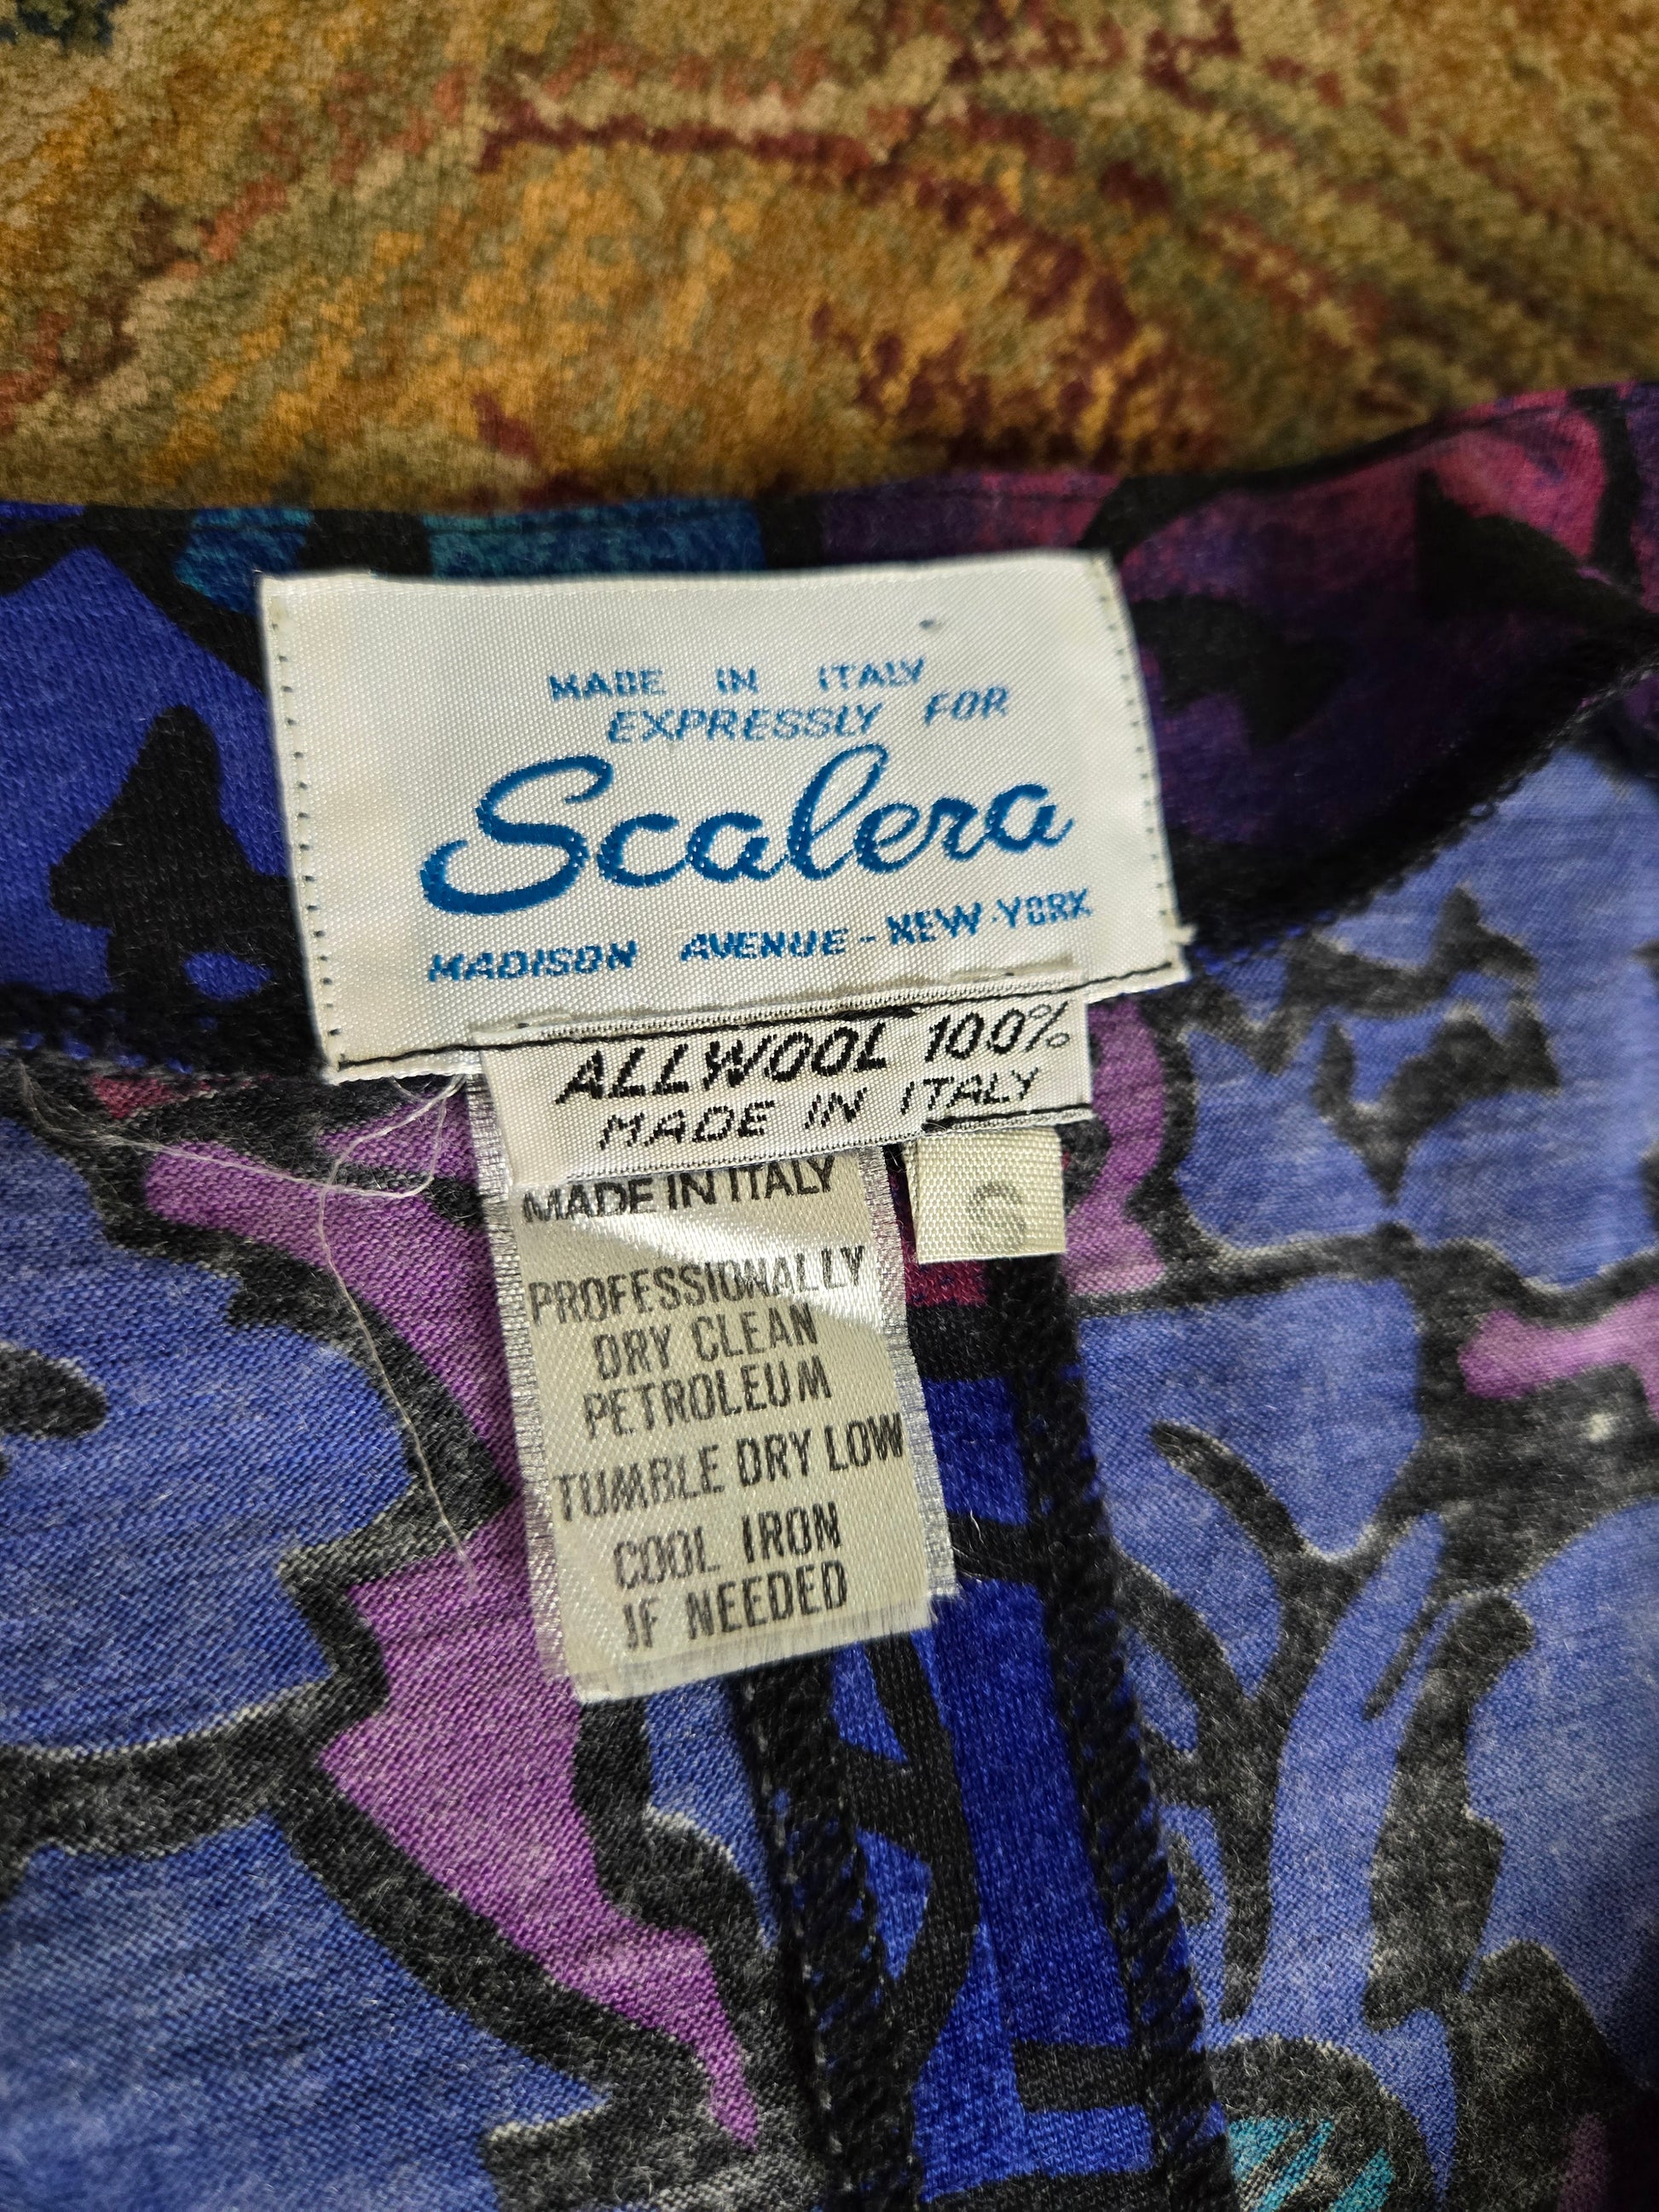 MADE IN ITALY
EXPRESSLY FOR
Scalera
MADISON AVENUE - NEW-YORK
ALLWOOL 100%
MADE IN ITALY
S
MADE IN ITALY
PROFESSIONALLY
DRY CLEAN
PETROLEUM
TUMBLE DRY LOW
COOL IRON
IF NEEDED